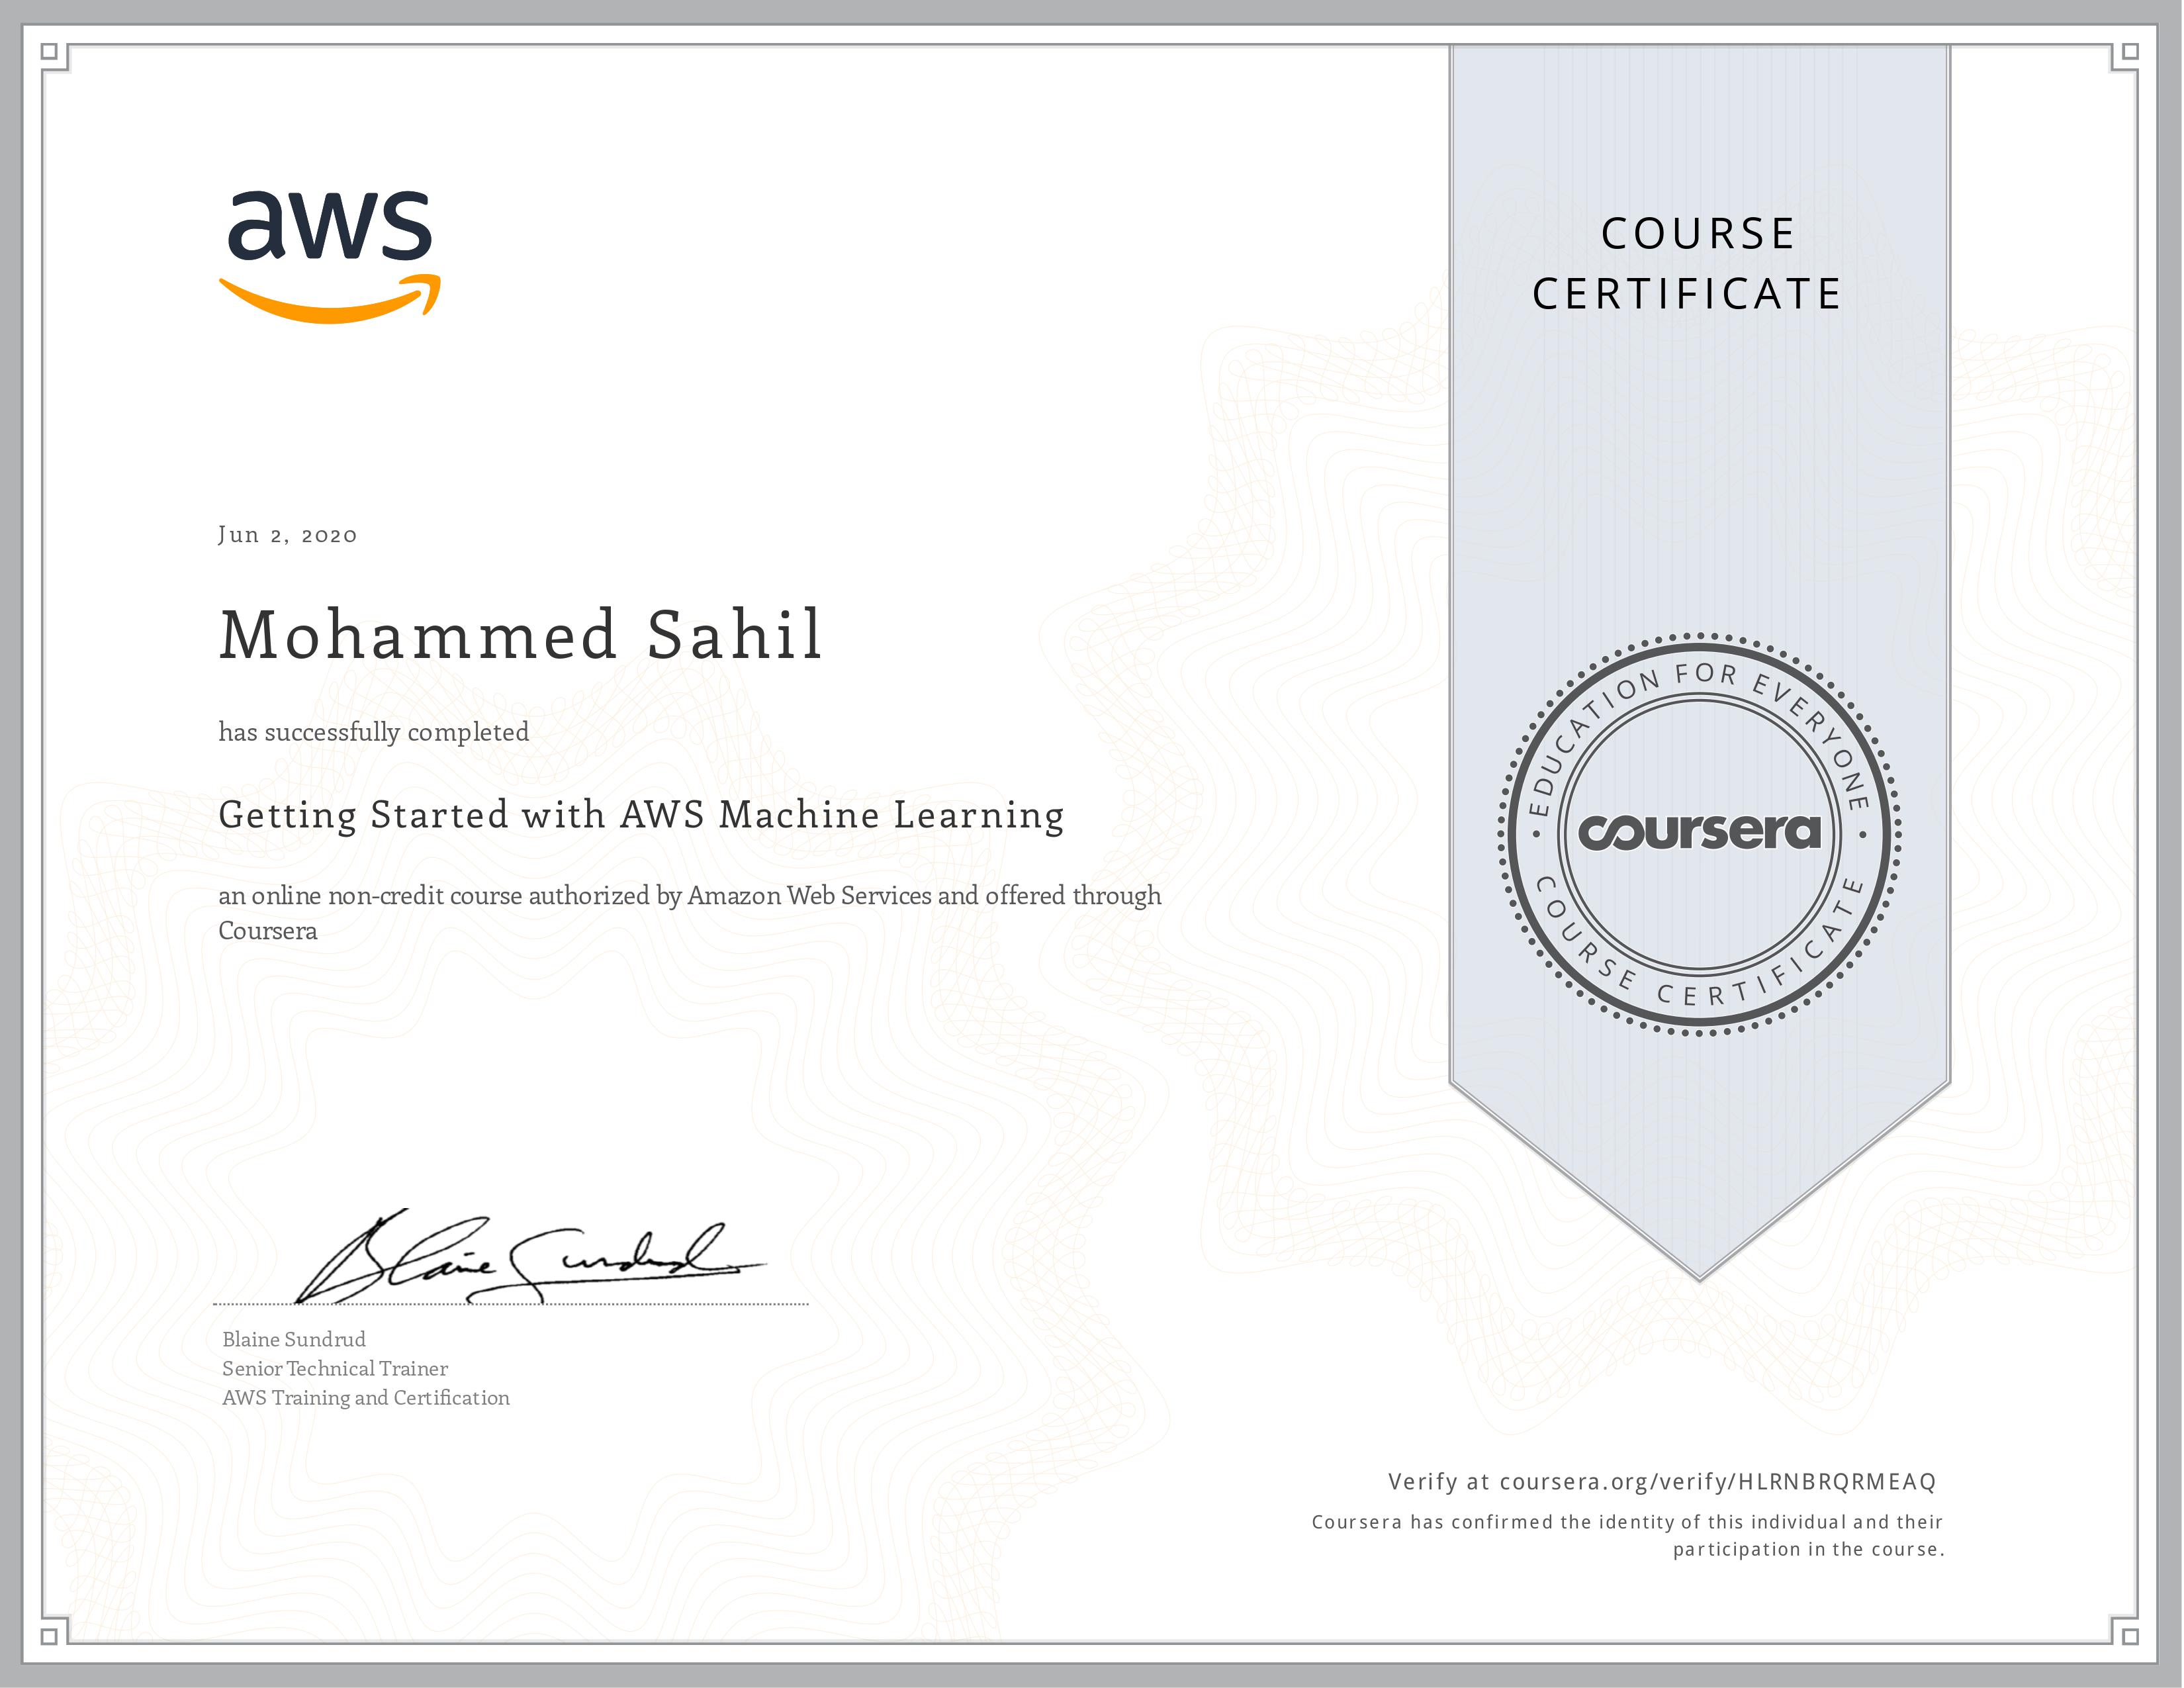 aws
COURSE
CERTIFICATE
Jun 2, 2020
Mohammed Sahil
has successfully completed
Getting Started with AWS Machine Learning
an online non-credit course authorized by Amazon Web Services and offered through
Coursera
EDUCATION FOR EVERYONE
coursera
COURSE CERTIFICATE
Blaine Sundrud
Blaine Sundrud
Senior Technical Trainer
AWS Training and Certification
Verify at coursera.org/verify/HLRNBRQRMEAQ
Coursera has confirmed the identity of this individual and their
participation in the course.